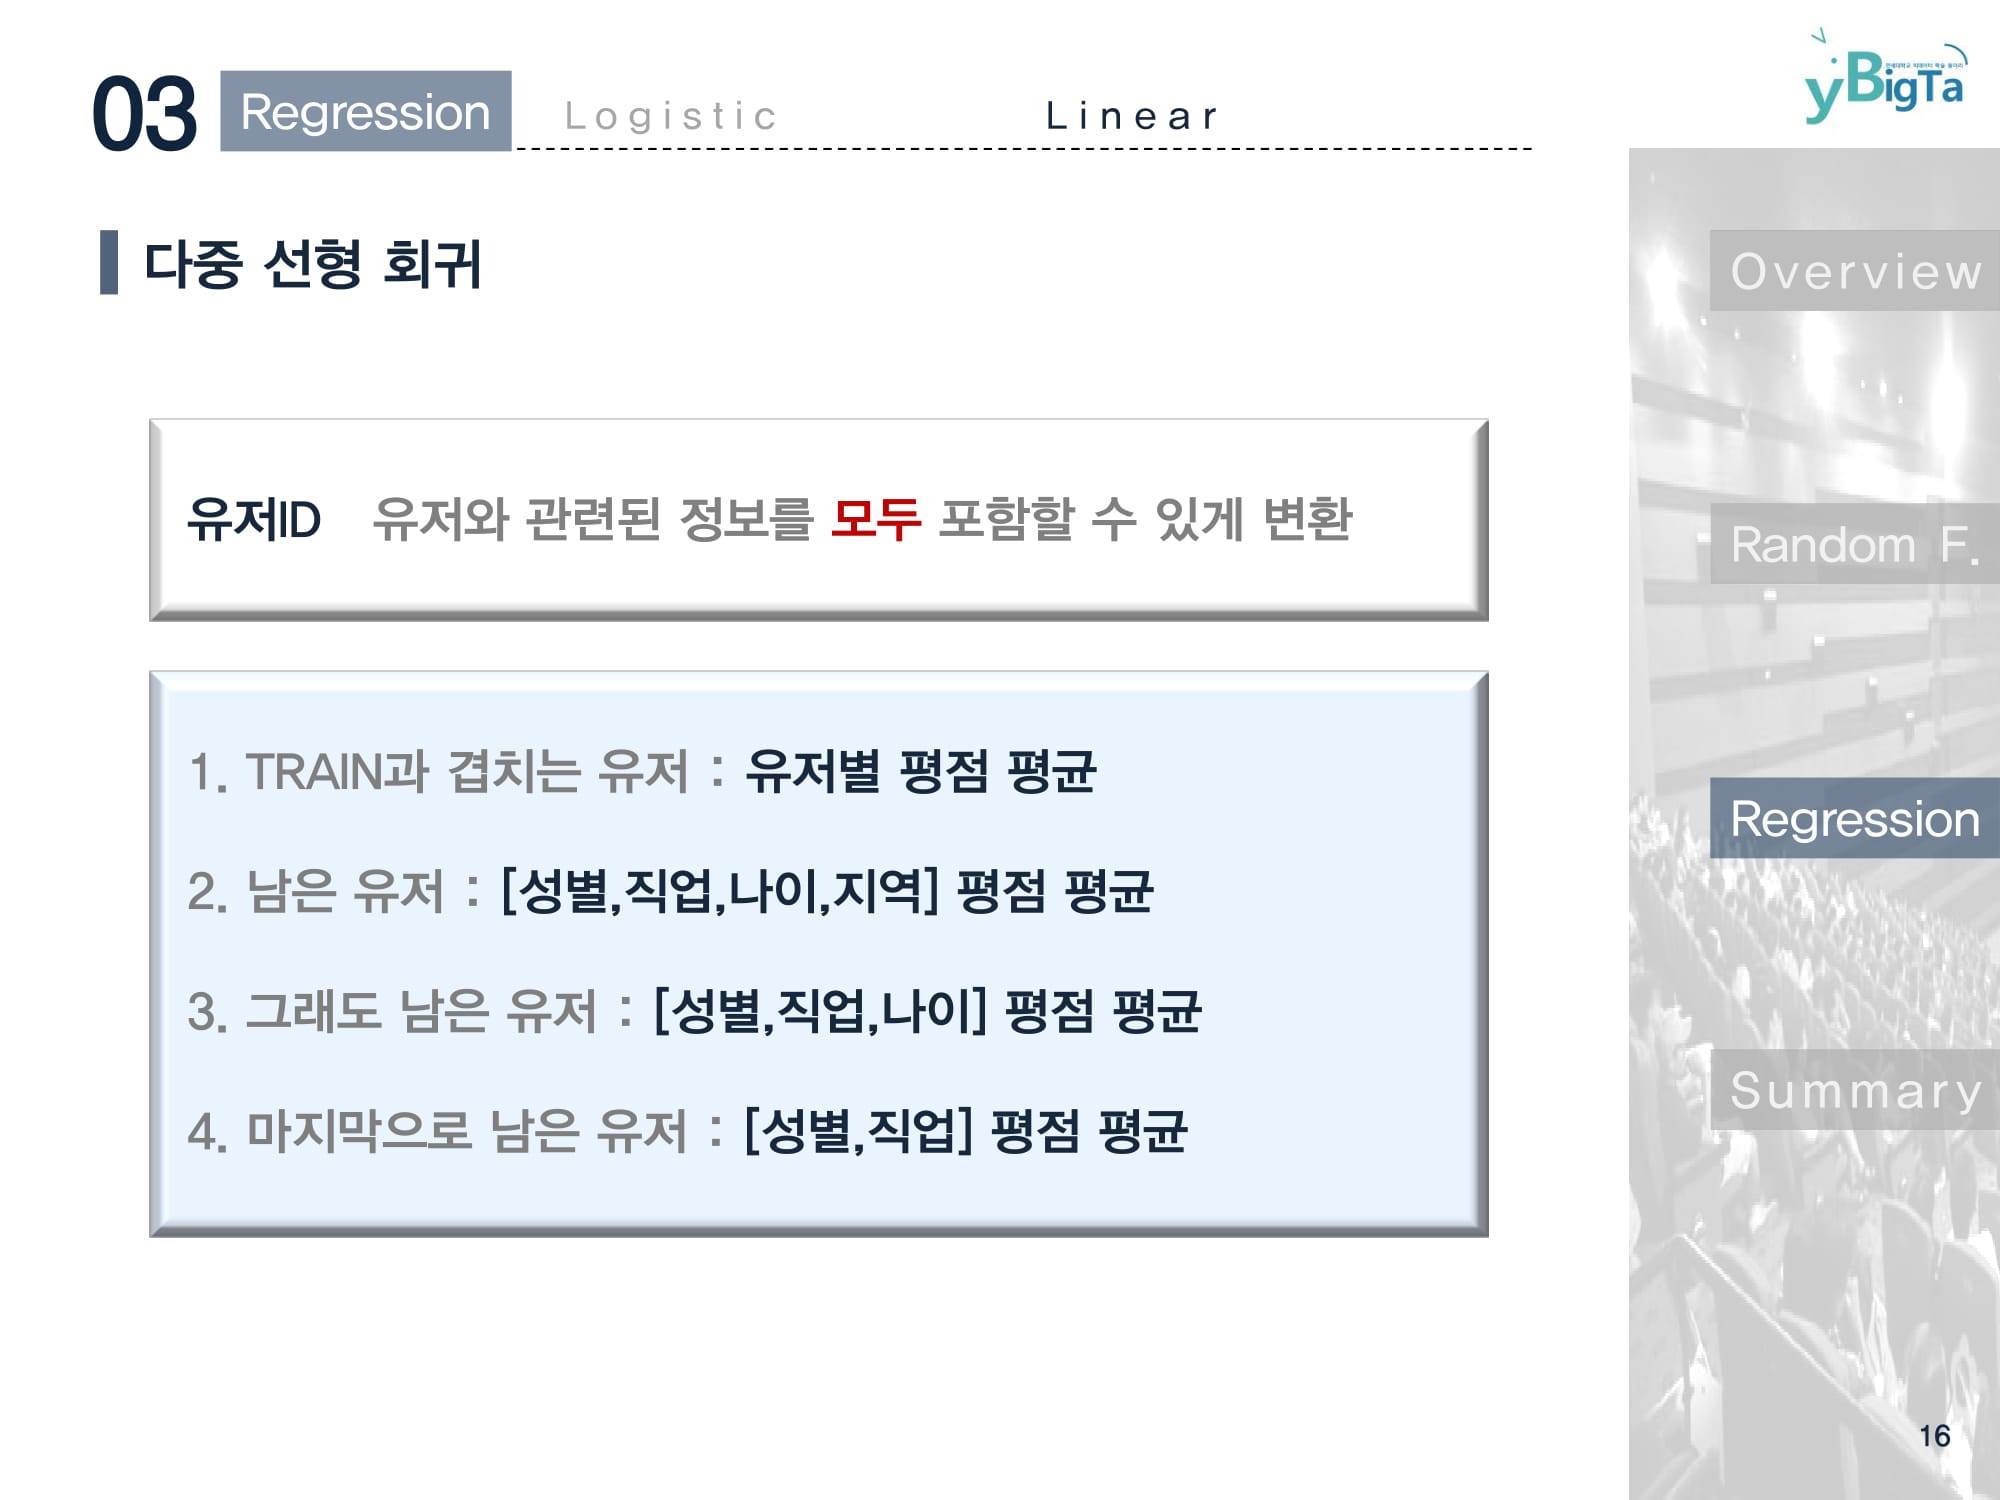 03 Regression Logistic Linear
yBigTa
다중 선형 회귀
유저ID 유저와 관련된 정보를 모두 포함할 수 있게 변환
1. TRAIN과 겹치는 유저 : 유저별 평점 평균
2. 남은 유저 : [성별,직업,나이,지역] 평점 평균
3. 그래도 남은 유저 : [성별,직업,나이] 평점 평균
4. 마지막으로 남은 유저 : [성별,직업] 평점 평균
Overview
Random F.
Regression
Summary
16